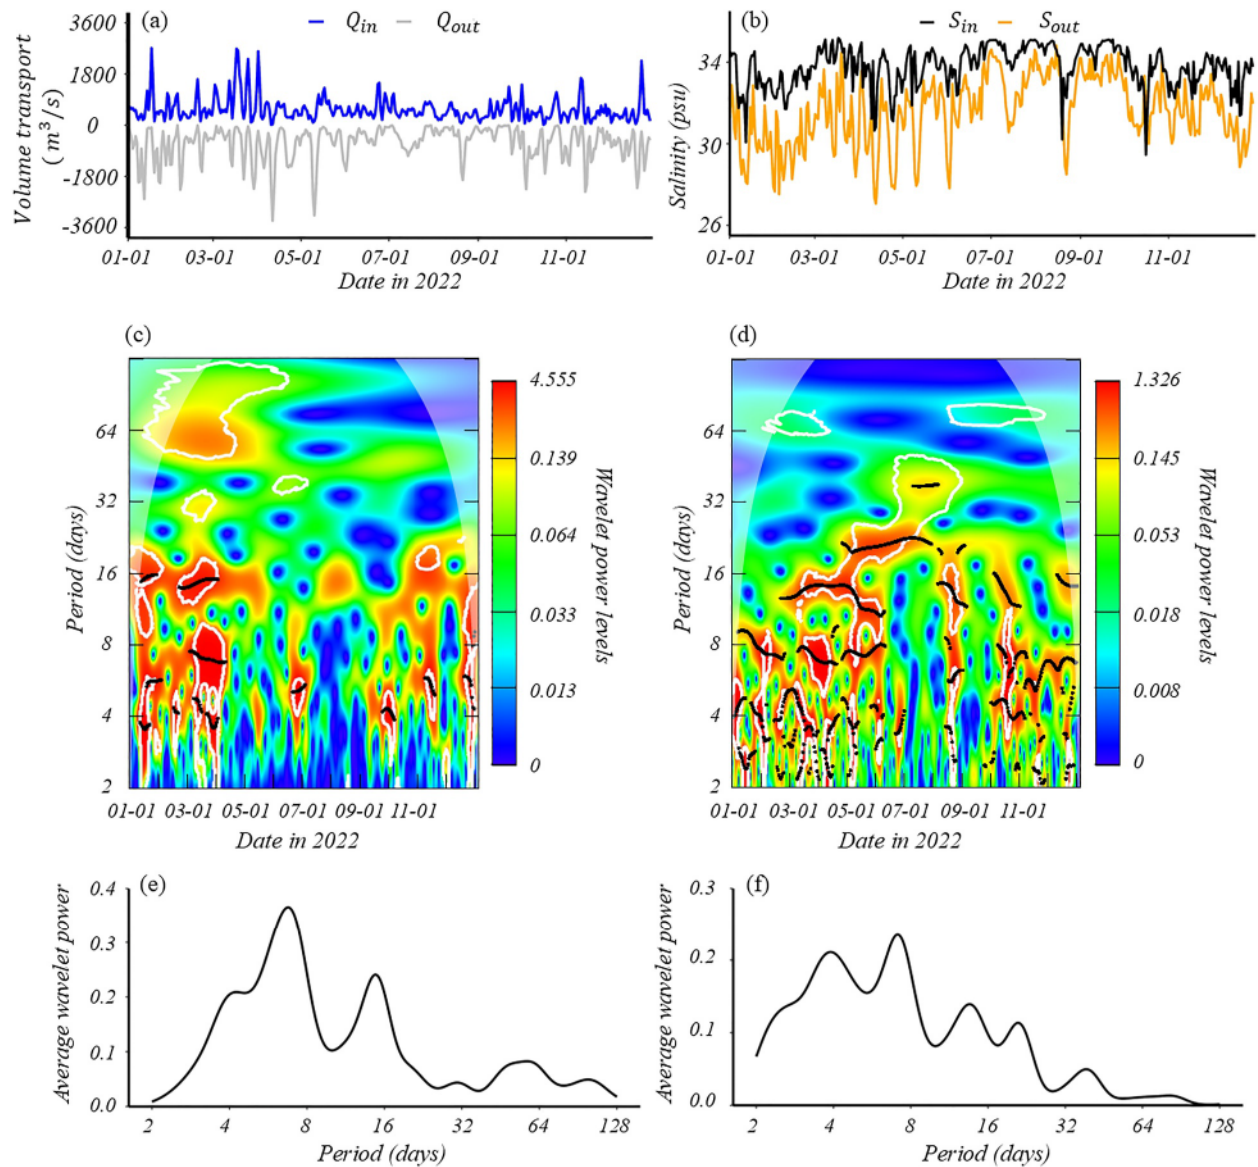 (a)
Q_in
Q_out
3600
1800
0
-1800
-3600
Volume transport
(m³/s)
01-01 03-01 05-01 07-01 09-01 11-01
Date in 2022
(b)
S_in
S_out
34
30
26
Salinity (psu)
01-01 03-01 05-01 07-01 09-01 11-01
Date in 2022
(c)
64
32
16
8
4
2
Period (days)
01-01 03-01 05-01 07-01 09-01 11-01
Date in 2022
4.555
0.139
0.064
0.033
0.013
0
Wavelet power levels
(d)
64
32
16
8
4
2
Period (days)
01-01 03-01 05-01 07-01 09-01 11-01
Date in 2022
1.326
0.145
0.053
0.018
0.008
0
Wavelet power levels
(e)
0.4
0.3
0.2
0.1
0.0
Average wavelet power
2 4 8 16 32 64 128
Period (days)
(f)
0.3
0.2
0.1
0.0
Average wavelet power
2 4 8 16 32 64 128
Period (days)